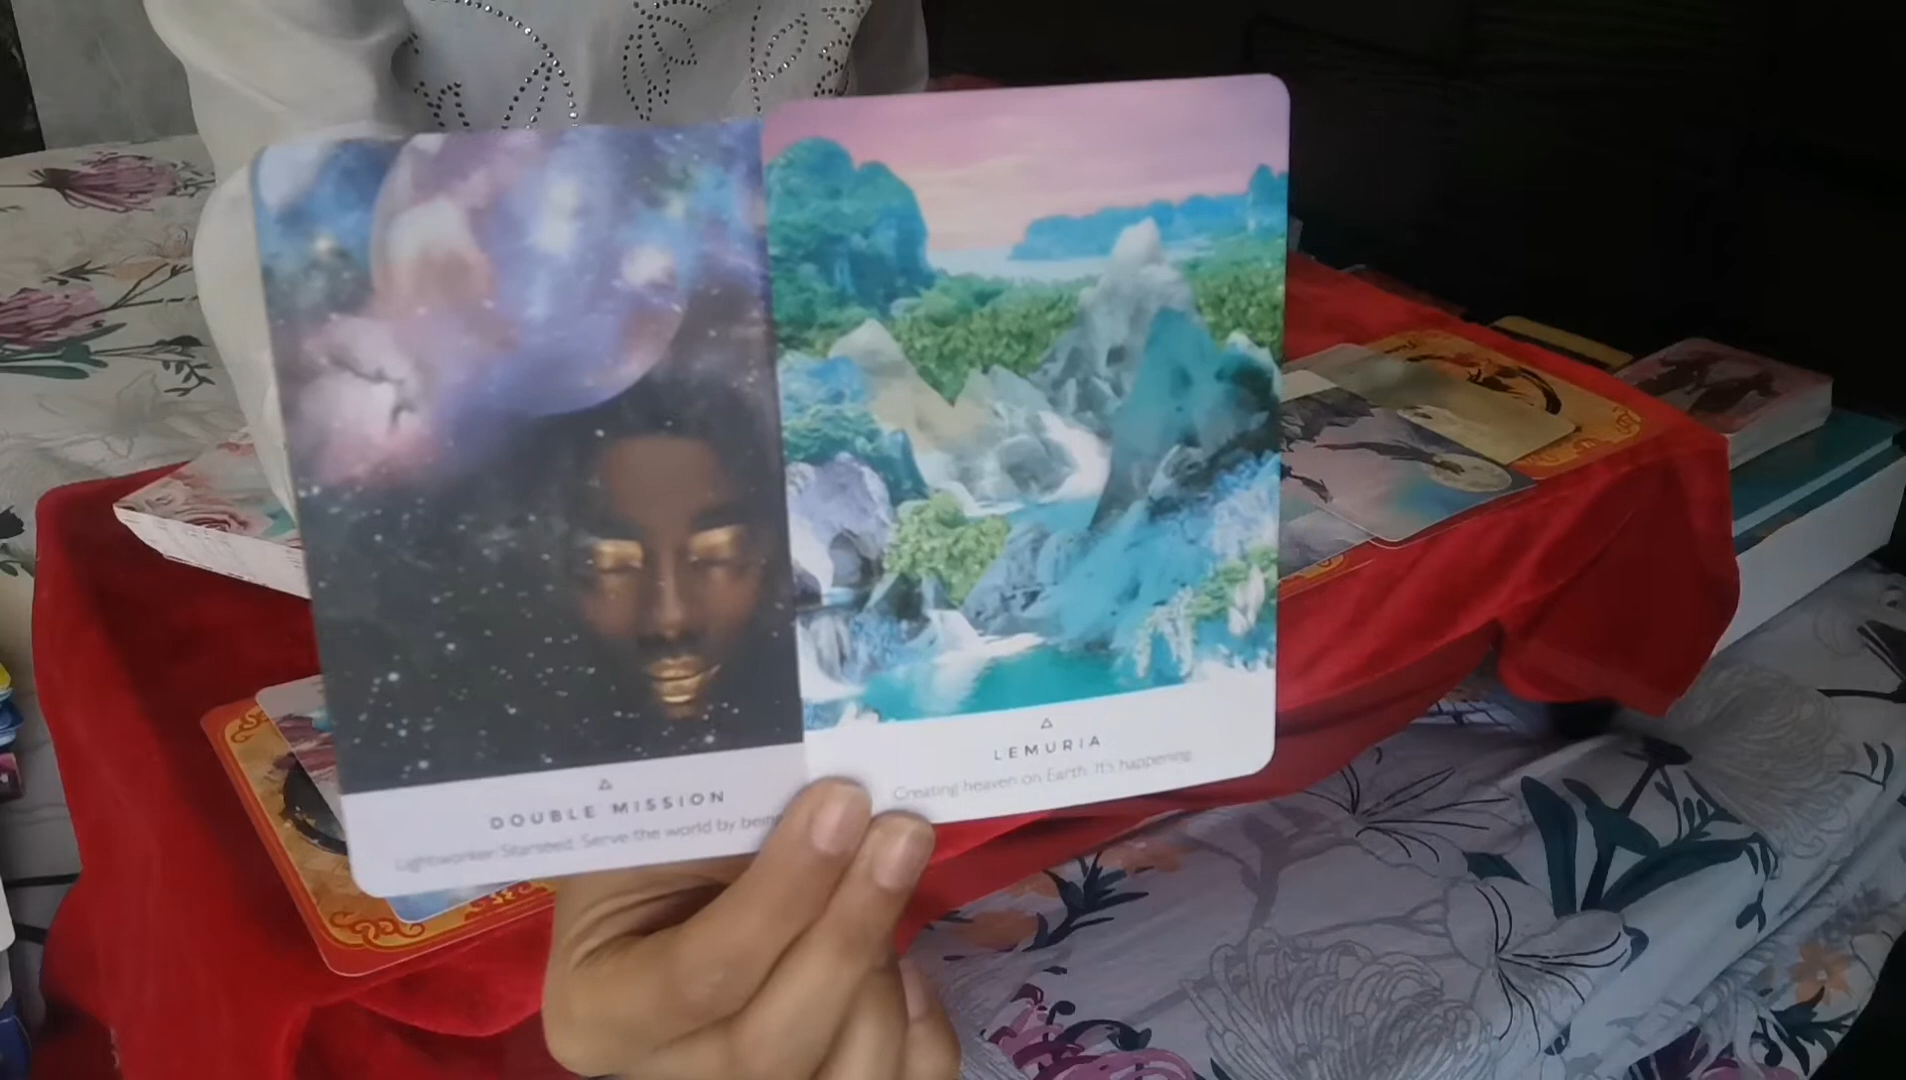 DOUBLE MISSION
Lightworker. Starseed. Serve the world by being
LEMURIA
Creating heaven on Earth. It's happening.